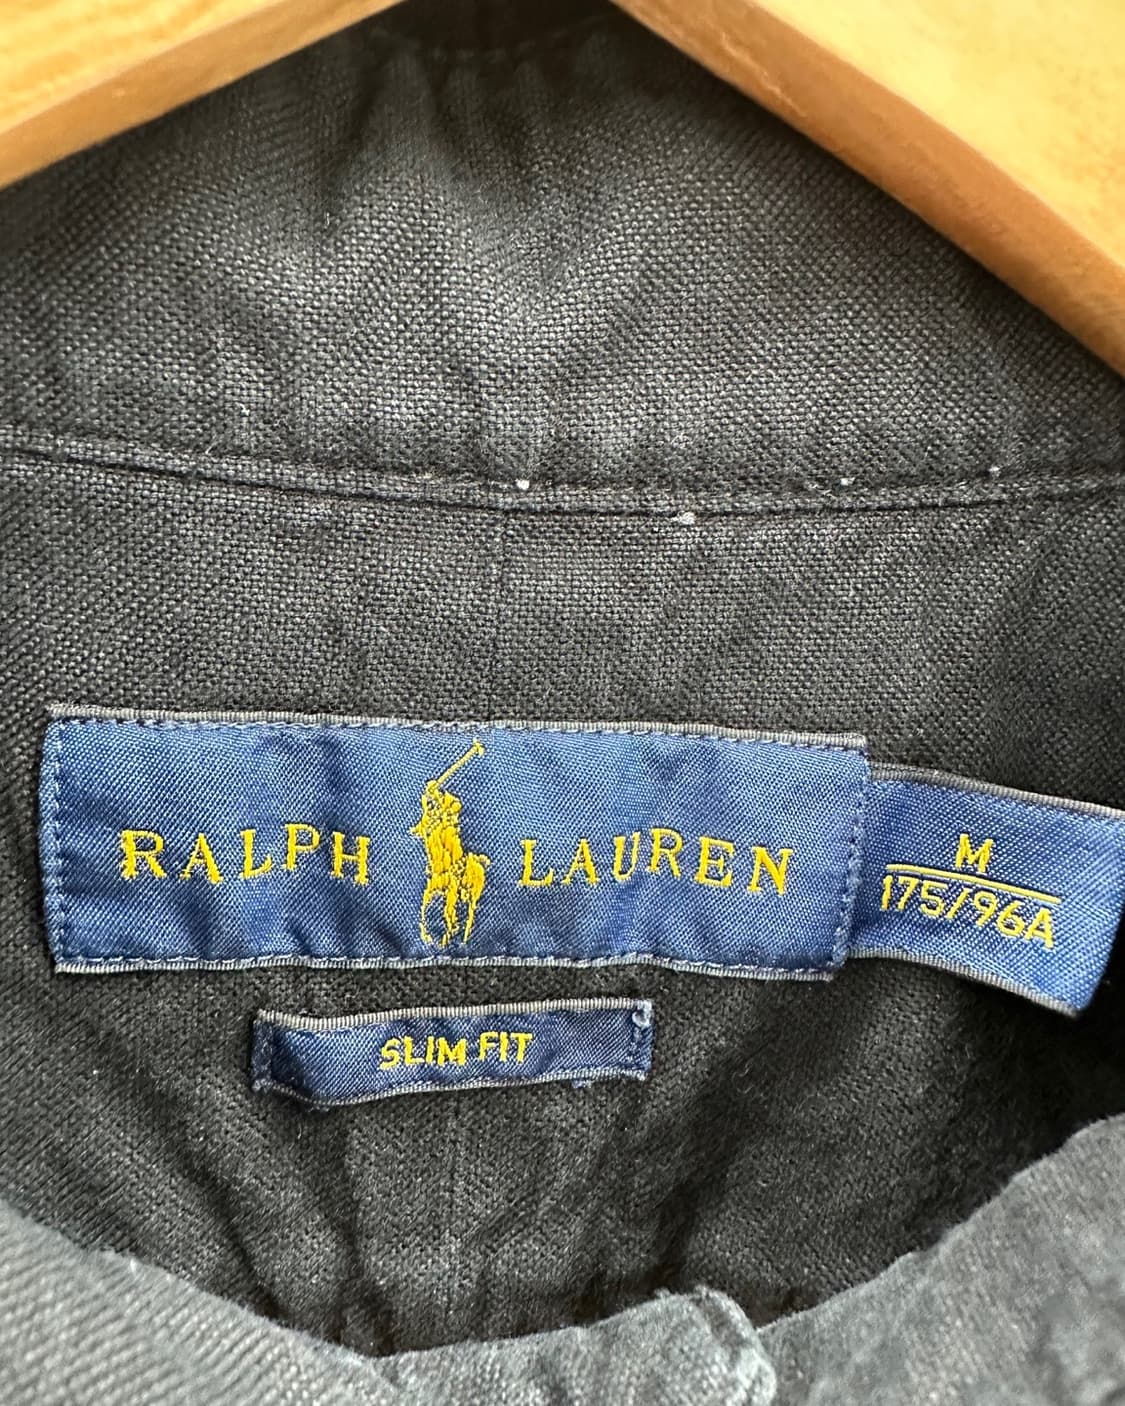 RALPH LAUREN
M
175/96A
SLIM FIT